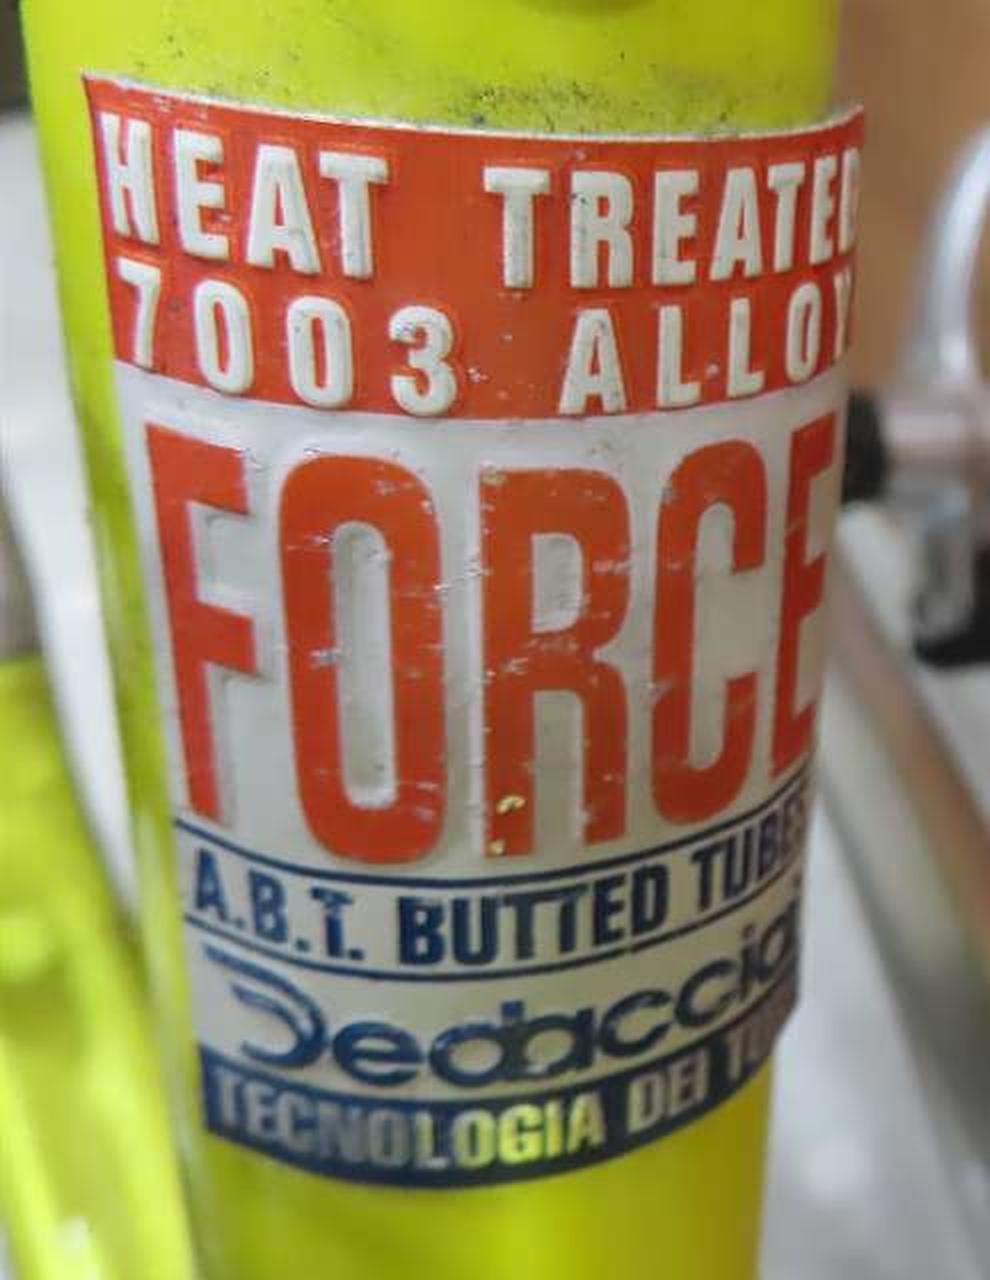 HEAT TREATED
7003 ALLOY
FORCE
A.B.T. BUTTED TUBES
Dedacciai
TECNOLOGIA DEI